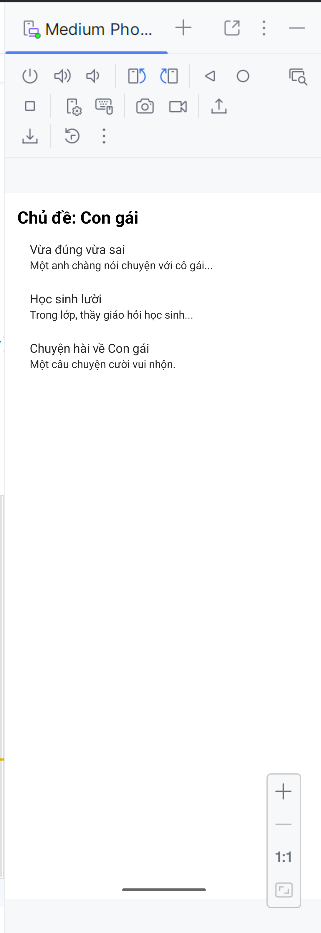 Medium Pho...
Chủ đề: Con gái
Vừa đúng vừa sai
Một anh chàng nói chuyện với cô gái...
Học sinh lười
Trong lớp, thầy giáo hỏi học sinh...
Chuyện hài về Con gái
Một câu chuyện cười vui nhộn.
1:1